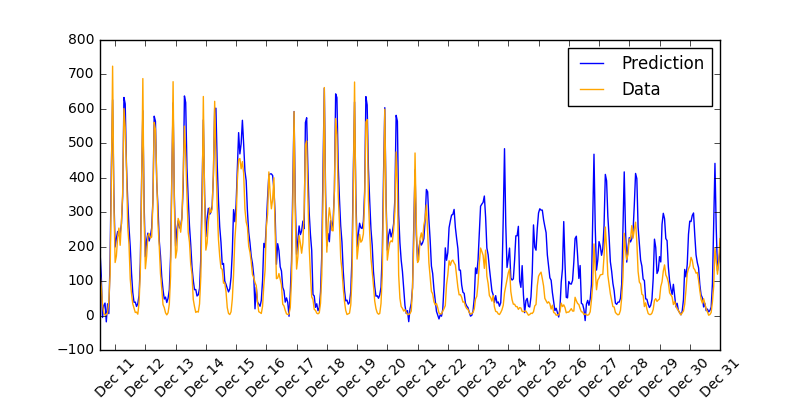 800
700
600
500
400
300
200
100
0
−100
Prediction
Data
Dec 11
Dec 12
Dec 13
Dec 14
Dec 15
Dec 16
Dec 17
Dec 18
Dec 19
Dec 20
Dec 21
Dec 22
Dec 23
Dec 24
Dec 25
Dec 26
Dec 27
Dec 28
Dec 29
Dec 30
Dec 31